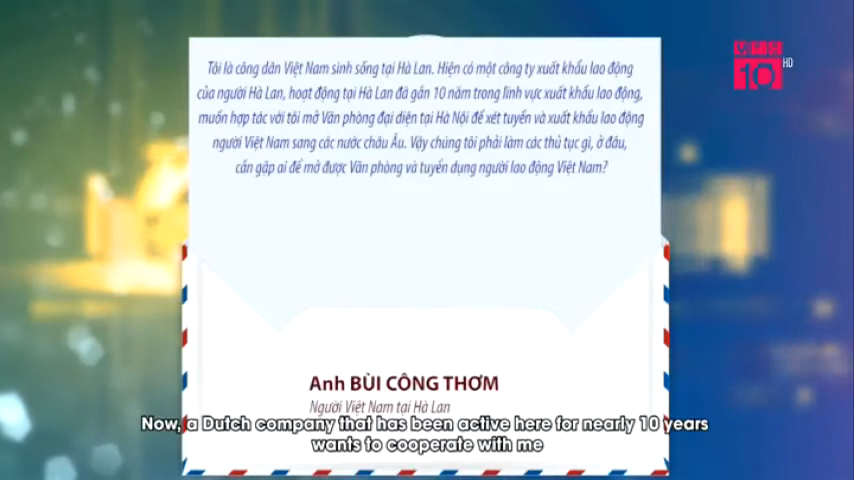 VTC
10
HD
Tôi là công dân Việt Nam sinh sống tại Hà Lan. Hiện có một công ty xuất khẩu lao động
của người Hà Lan, hoạt động tại Hà Lan đã gần 10 năm trong lĩnh vực xuất khẩu lao động,
muốn hợp tác với tôi mở Văn phòng đại diện tại Hà Nội để xét tuyển và xuất khẩu lao động
người Việt Nam sang các nước châu Âu. Vậy chúng tôi phải làm các thủ tục gì, ở đâu,
cần gặp ai để mở được Văn phòng và tuyển dụng người lao động Việt Nam?
Anh BÙI CÔNG THƠM
Người Việt Nam tại Hà Lan
Now, a Dutch company that has been active here for nearly 10 years
wants to cooperate with me